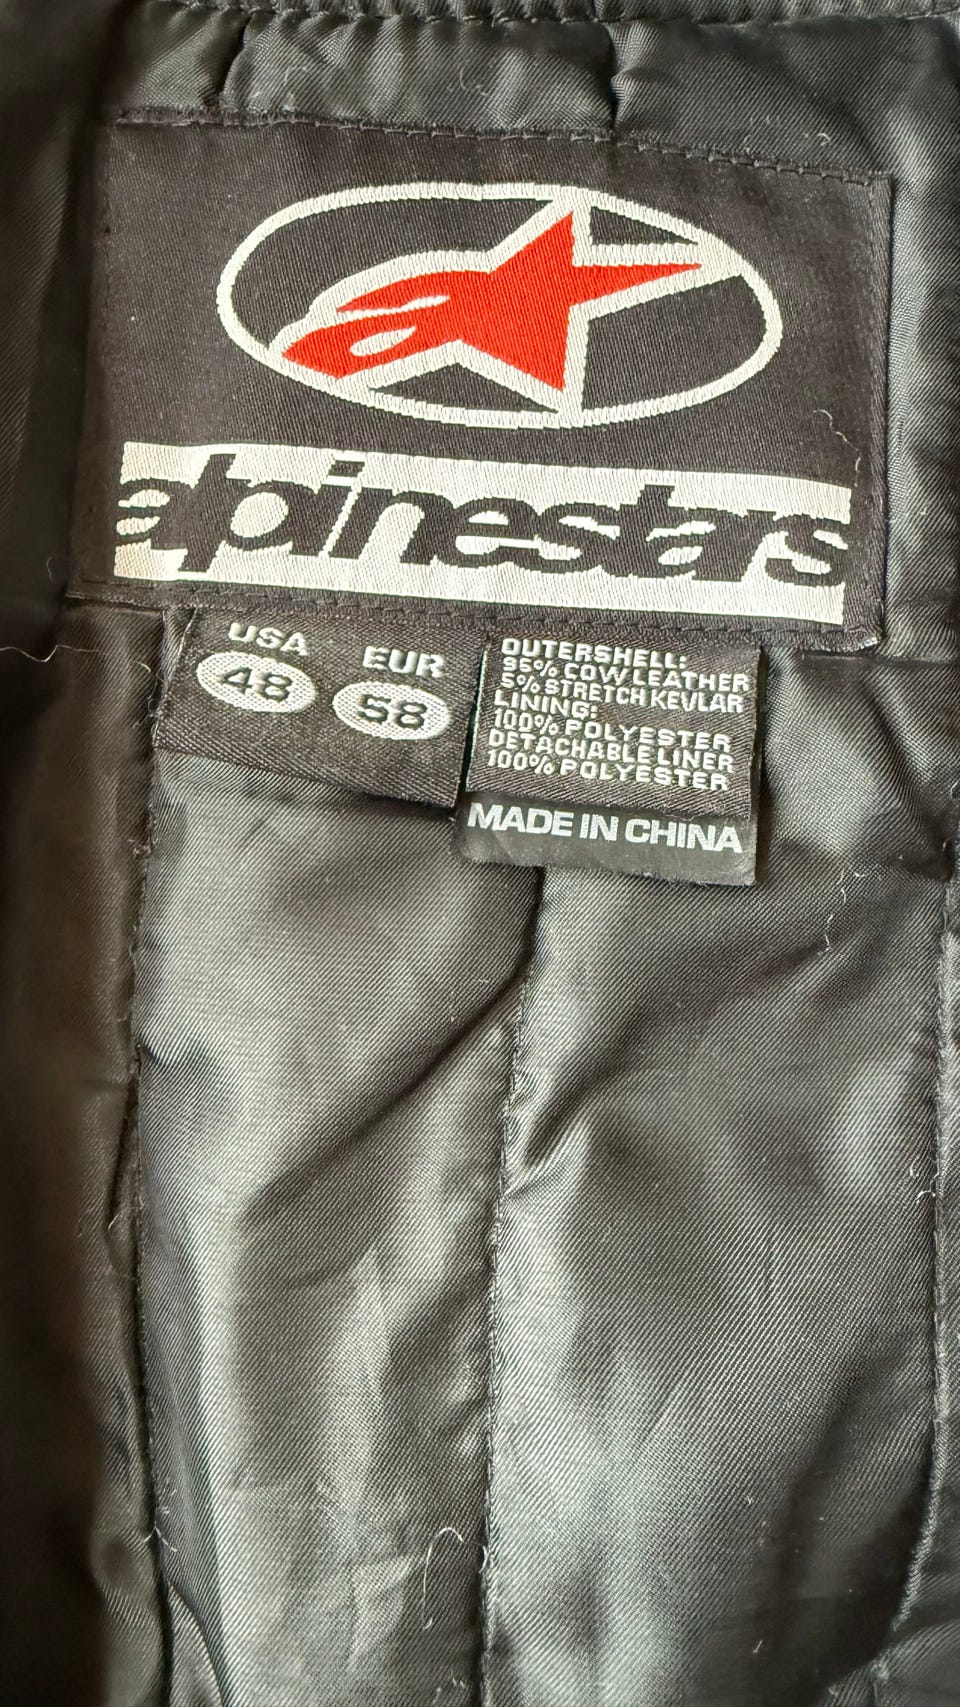 alpinestars
USA
48
EUR
58
OUTERSHELL:
95% COW LEATHER
5% STRETCH KEVLAR
LINING:
100% POLYESTER
DETACHABLE LINER
100% POLYESTER
MADE IN CHINA